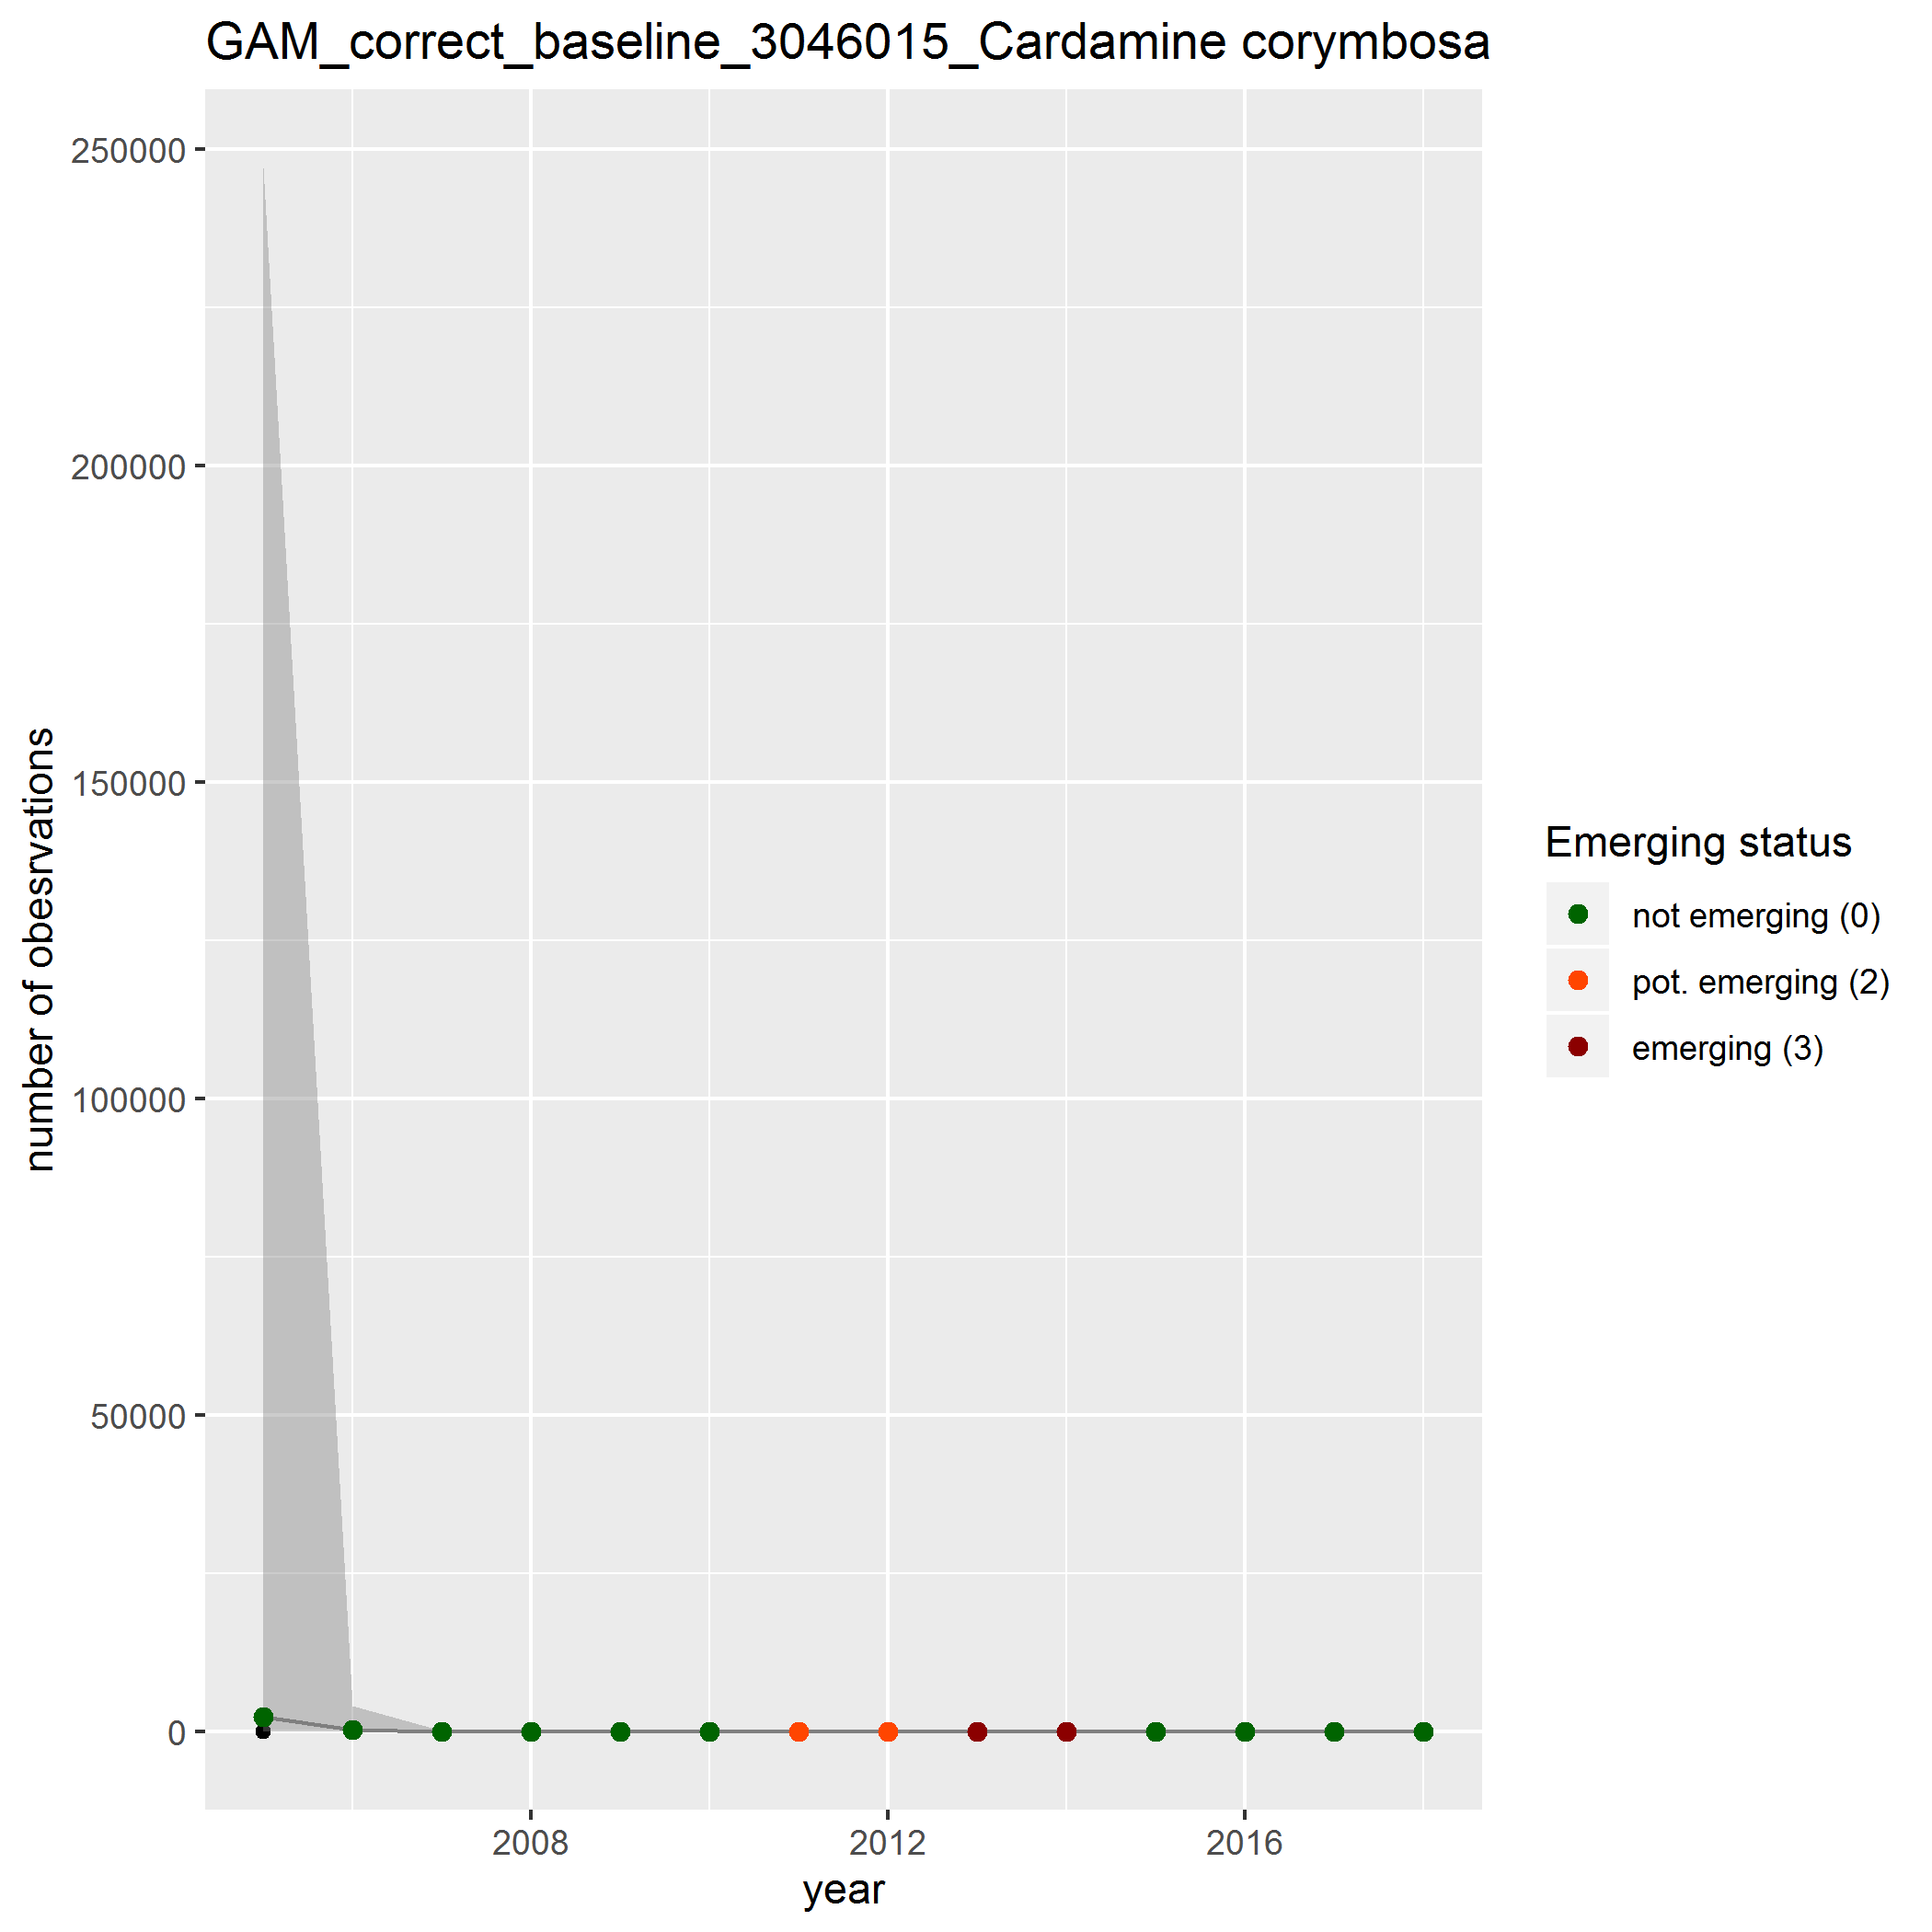 GAM_correct_baseline_3046015_Cardamine corymbosa
250000
200000
150000
100000
50000
0
number of obesrvations
2008
2012
2016
year
Emerging status
not emerging (0)
pot. emerging (2)
emerging (3)